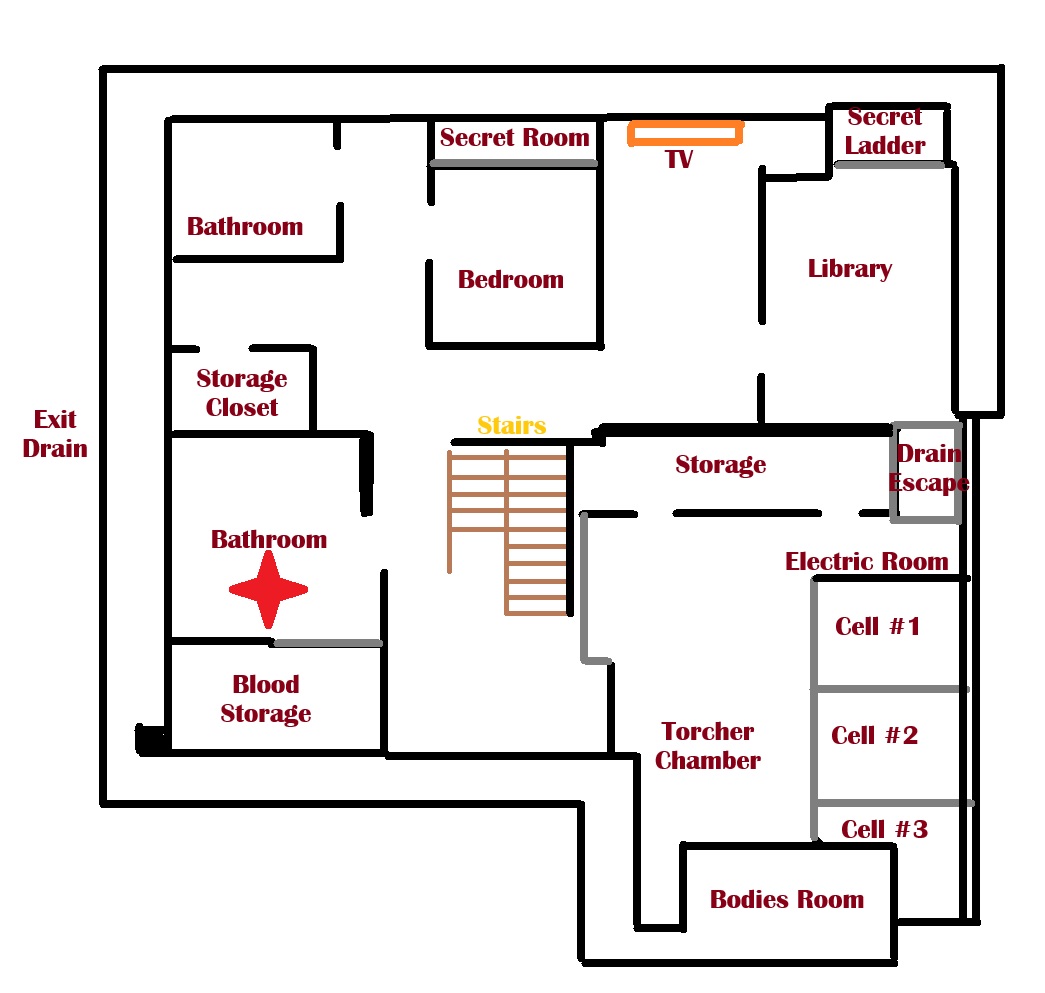 Secret
Ladder
Secret Room
TV
Bathroom
Library
Bedroom
Storage
Closet
Exit
Drain
Stairs
Storage
Drain
Escape
Bathroom
Electric Room
Cell #1
Blood
Storage
Torcher
Chamber
Cell #2
Cell #3
Bodies Room